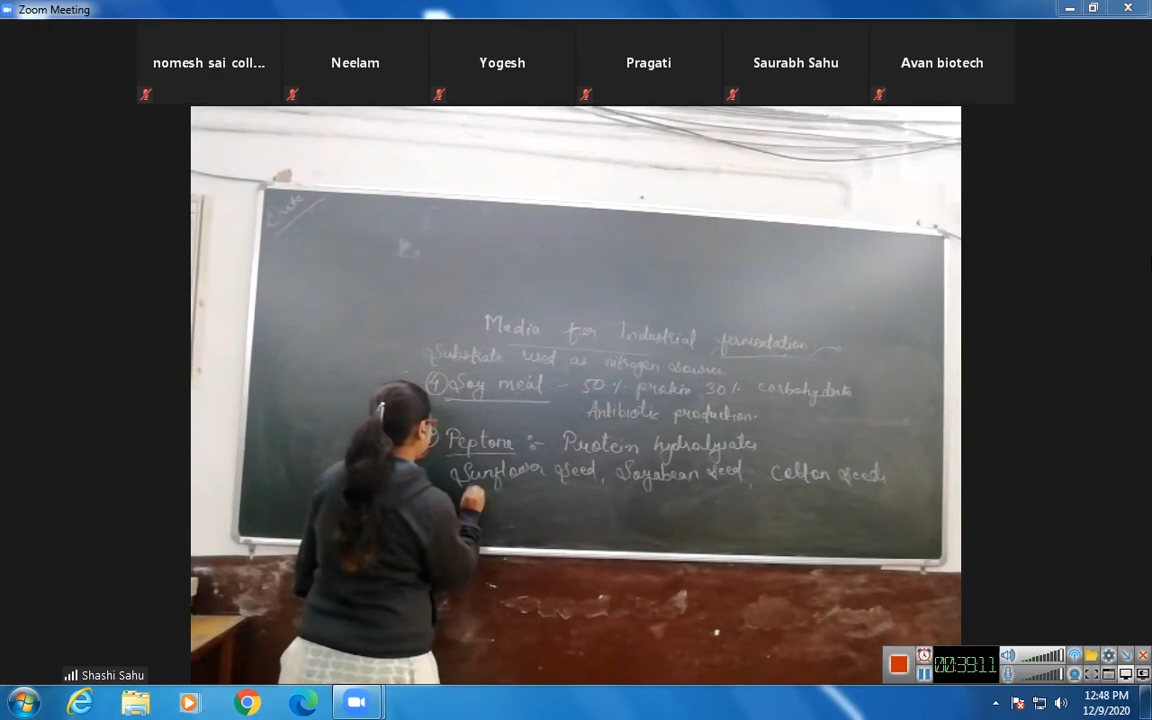 Zoom Meeting
nomesh sai coll...
Neelam
Yogesh
Pragati
Saurabh Sahu
Avan biotech
Date
Media for Industrial fermentation
Substrate used as nitrogen source
④ Soy meal – 50% protein 30% carbohydrate
Antibiotic production.
Peptone :- Protein hydrolysates
Sunflower seed, Soyabean seed, Cotton seeds
Shashi Sahu
00:39:11
12:48 PM
12/9/2020